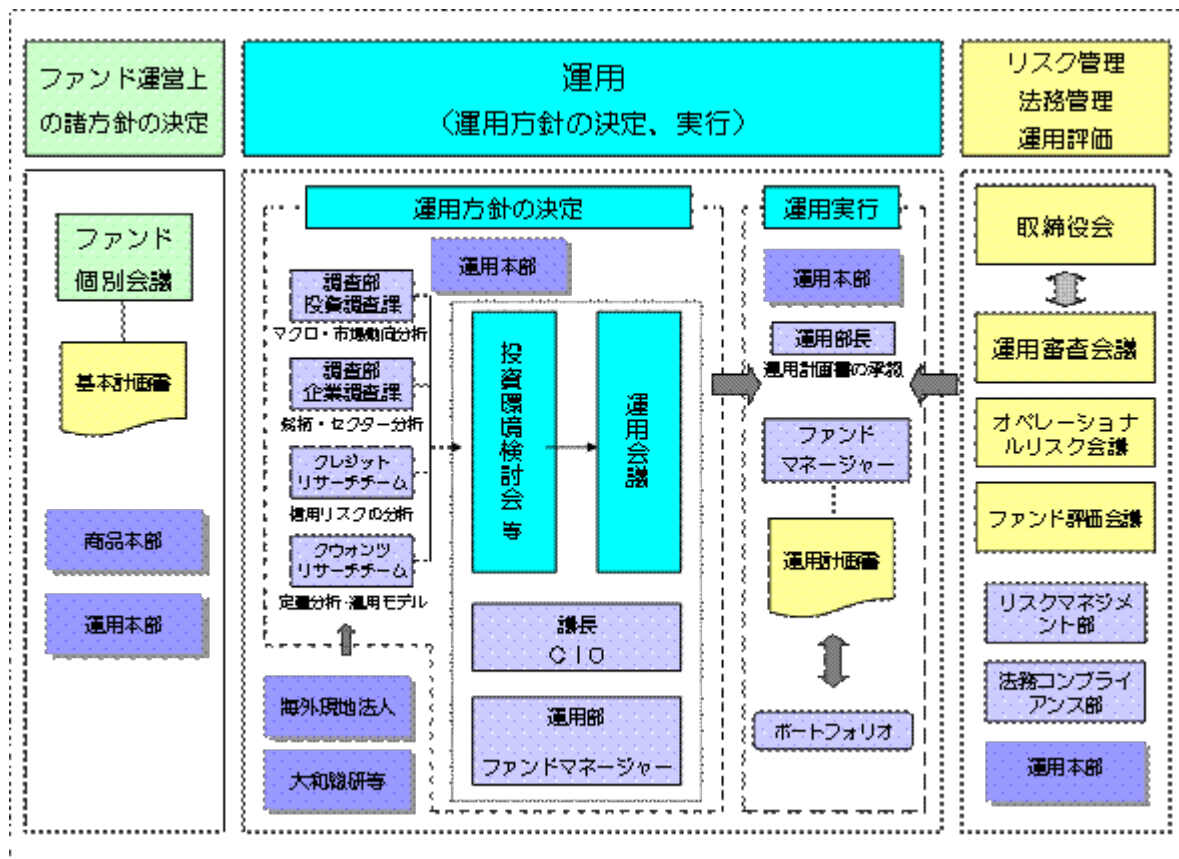 ファンド運営上
の諸方針の決定
運用
(運用方針の決定、実行)
リスク管理
法務管理
運用評価
ファンド
個別会議
基本計画書
商品本部
運用本部
運用方針の決定
運用本部
調査部
投資調査課
マクロ・市場動向分析
調査部
企業調査課
銘柄・セクター分析
クレジット
リサーチチーム
信用リスクの分析
クウォンツ
リサーチチーム
定量分析・運用モデル
海外現地法人
大和総研等
投資環境検討会 等
運用会議
議長
CIO
運用部
ファンドマネージャー
運用実行
運用本部
運用部長
運用計画書の承認
ファンド
マネージャー
運用計画書
ポートフォリオ
取締役会
運用審査会議
オペレーショナ
ルリスク会議
ファンド評価会議
リスクマネジメ
ント部
法務コンプライ
アンス部
運用本部